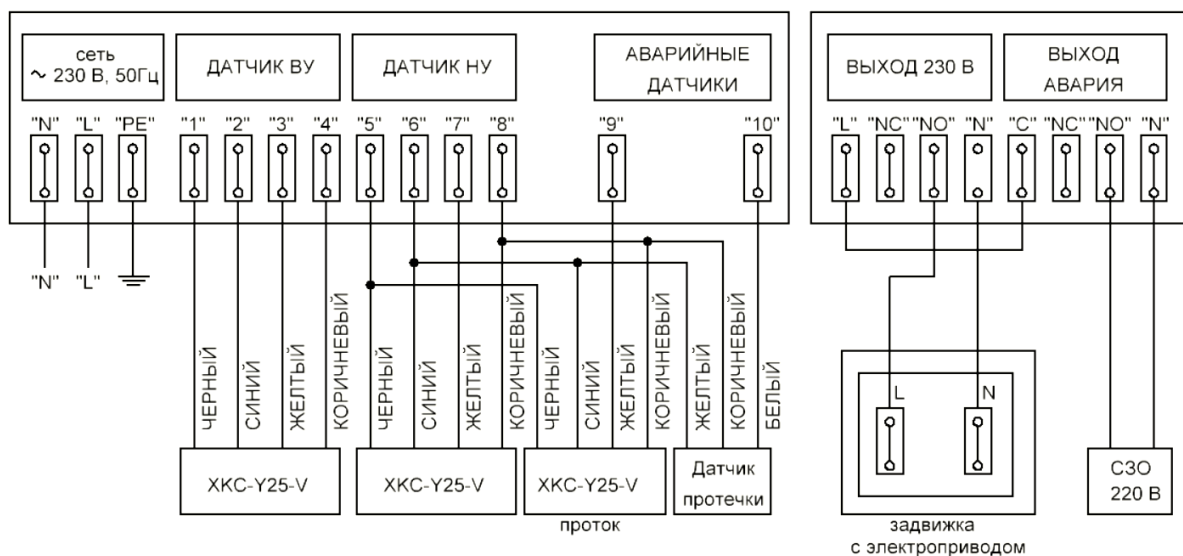 сеть
~ 230 В, 50Гц
ДАТЧИК ВУ
ДАТЧИК НУ
АВАРИЙНЫЕ
ДАТЧИКИ
ВЫХОД 230 В
ВЫХОД
АВАРИЯ
"N" "L" "PE" "1" "2" "3" "4" "5" "6" "7" "8" "9" "10" "L" "NC" "NO" "N" "C" "NC" "NO" "N"
"N" "L"
ЧЕРНЫЙ
СИНИЙ
ЖЕЛТЫЙ
КОРИЧНЕВЫЙ
ЧЕРНЫЙ
СИНИЙ
ЖЕЛТЫЙ
КОРИЧНЕВЫЙ
ЧЕРНЫЙ
СИНИЙ
ЖЕЛТЫЙ
КОРИЧНЕВЫЙ
ЖЕЛТЫЙ
КОРИЧНЕВЫЙ
БЕЛЫЙ
L N
XKC-Y25-V
XKC-Y25-V
XKC-Y25-V
Датчик
протечки
СЗО
220 В
проток
задвижка
с электроприводом